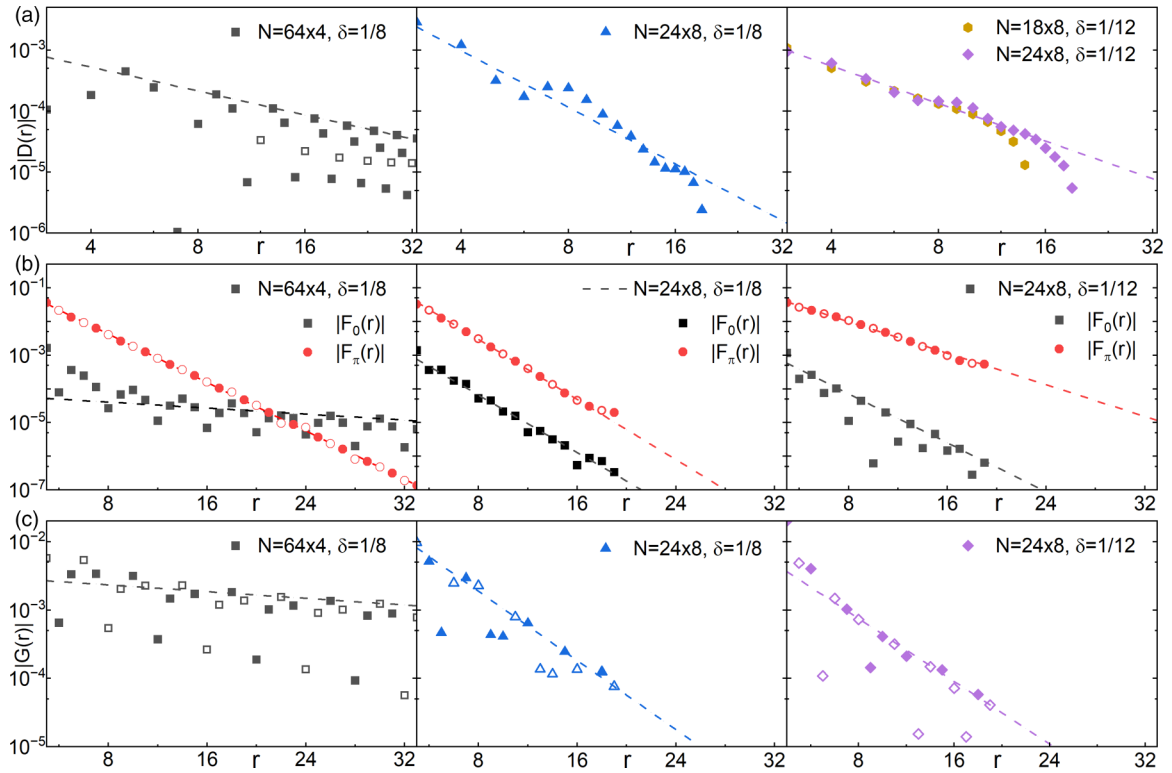 (a)
N=64x4, δ=1/8
N=24x8, δ=1/8
N=18x8, δ=1/12
N=24x8, δ=1/12
|D(r)|
10⁻³
10⁻⁴
10⁻⁵
10⁻⁶
4 8 r 16 32
4 8 r 16 32
4 8 r 16 32
(b)
N=64x4, δ=1/8
|F₀(r)|
|Fπ(r)|
N=24x8, δ=1/8
|F₀(r)|
|Fπ(r)|
N=24x8, δ=1/12
|F₀(r)|
|Fπ(r)|
10⁻¹
10⁻³
10⁻⁵
10⁻⁷
8 16 r 24 32
8 16 r 24
8 16 r 24
(c)
N=64x4, δ=1/8
N=24x8, δ=1/8
N=24x8, δ=1/12
|G(r)|
10⁻²
10⁻³
10⁻⁴
10⁻⁵
8 16 r 24 32
8 16 r 24
8 16 r 24 32